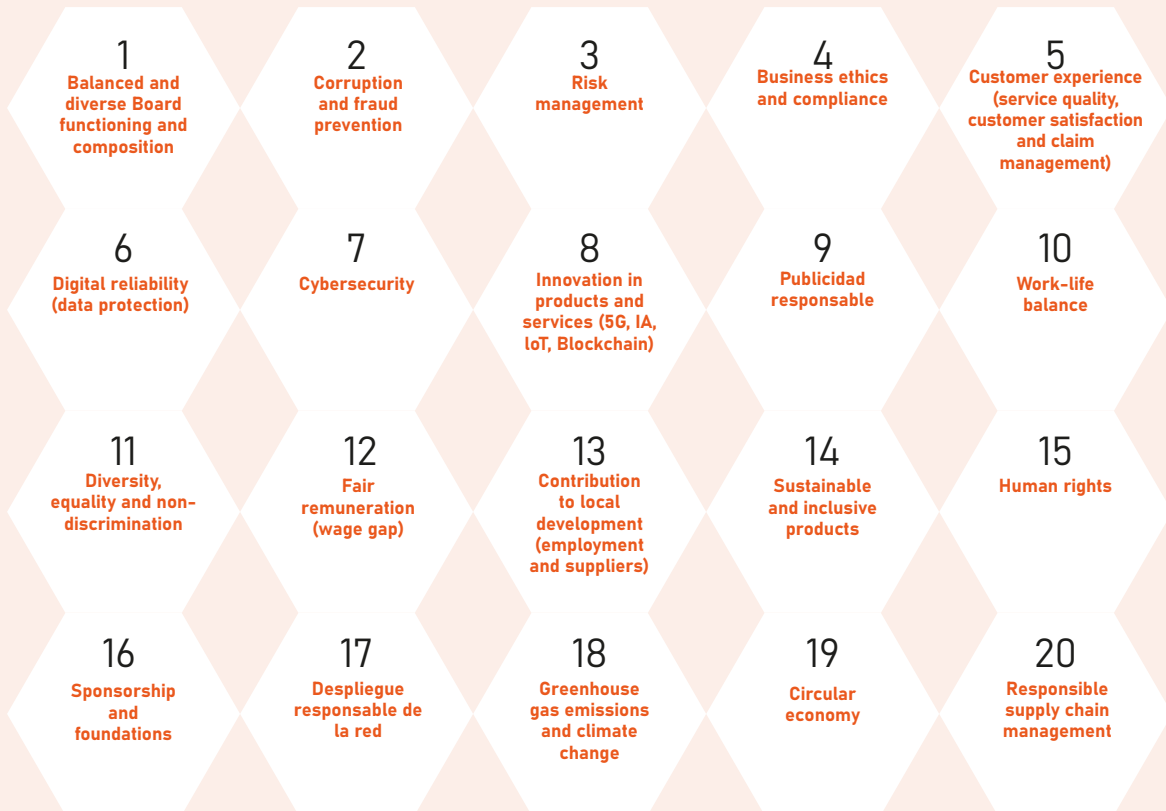 1
Balanced and
diverse Board
functioning and
composition
2
Corruption
and fraud
prevention
3
Risk
management
4
Business ethics
and compliance
5
Customer experience
(service quality,
customer satisfaction
and claim
management)
6
Digital reliability
(data protection)
7
Cybersecurity
8
Innovation in
products and
services (5G, IA,
loT, Blockchain)
9
Publicidad
responsable
10
Work-life
balance
11
Diversity,
equality and non-
discrimination
12
Fair
remuneration
(wage gap)
13
Contribution
to local
development
(employment
and suppliers)
14
Sustainable
and inclusive
products
15
Human rights
16
Sponsorship
and
foundations
17
Despliegue
responsable de
la red
18
Greenhouse
gas emissions
and climate
change
19
Circular
economy
20
Responsible
supply chain
management